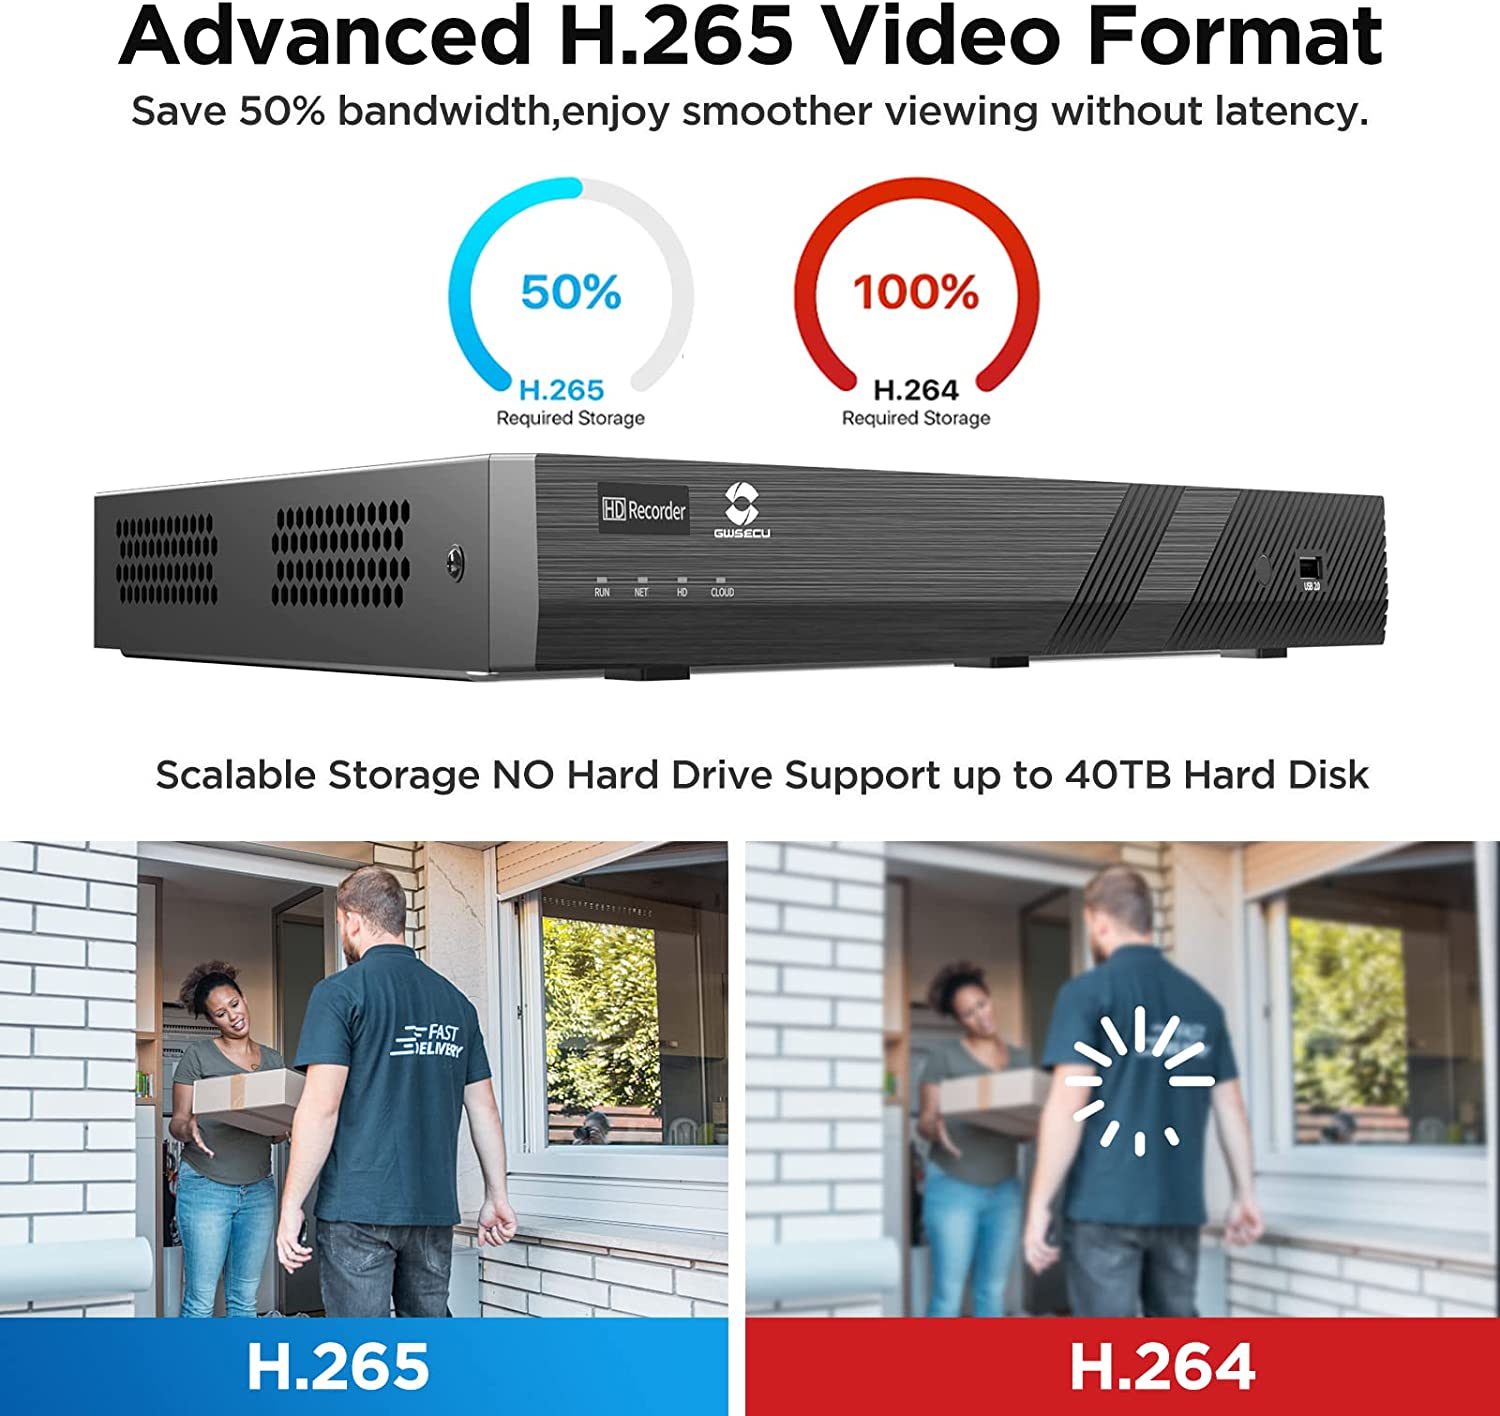 Advanced H.265 Video Format
Save 50% bandwidth,enjoy smoother viewing without latency.
50%
H.265
Required Storage
100%
H.264
Required Storage
HD Recorder
GWSECU
RUN NET HD CLOUD
USB 2.0
Scalable Storage NO Hard Drive Support up to 40TB Hard Disk
FAST
DELIVERY
H.265
H.264